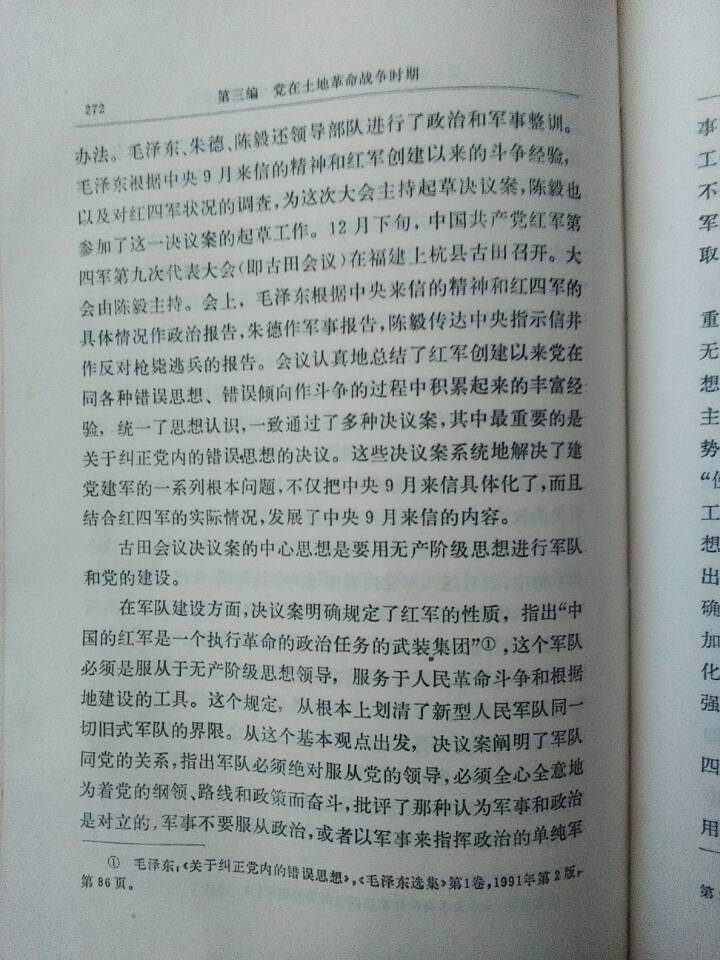 272 第三编 党在土地革命战争时期
办法。毛泽东、朱德、陈毅还领导部队进行了政治和军事整训。
毛泽东根据中央9月来信的精神和红军创建以来的斗争经验,
以及对红四军状况的调查,为这次大会主持起草决议案,陈毅也
参加了这一决议案的起草工作。12月下旬,中国共产党红军第
四军第九次代表大会(即古田会议)在福建上杭县古田召开。大
会由陈毅主持。会上,毛泽东根据中央来信的精神和红四军的
具体情况作政治报告,朱德作军事报告,陈毅传达中央指示信并
作反对枪毙逃兵的报告。会议认真地总结了红军创建以来党在
同各种错误思想、错误倾向作斗争的过程中积累起来的丰富经
验,统一了思想认识,一致通过了多种决议案,其中最重要的是
关于纠正党内的错误思想的决议。这些决议案系统地解决了建
党建军的一系列根本问题,不仅把中央9月来信具体化了,而且
结合红四军的实际情况,发展了中央9月来信的内容。
古田会议决议案的中心思想是要用无产阶级思想进行军队
和党的建设。
在军队建设方面,决议案明确规定了红军的性质,指出“中
国的红军是一个执行革命的政治任务的武装集团”①,这个军队
必须是服从于无产阶级思想领导,服务于人民革命斗争和根据
地建设的工具。这个规定,从根本上划清了新型人民军队同一
切旧式军队的界限。从这个基本观点出发,决议案阐明了军队
同党的关系,指出军队必须绝对服从党的领导,必须全心全意地
为着党的纲领、路线和政策而奋斗,批评了那种认为军事和政治
是对立的,军事不要服从政治,或者以军事来指挥政治的单纯军
① 毛泽东:《关于纠正党内的错误思想》,《毛泽东选集》第1卷,1991年第2版,
第86页。
事
工
不
军
取
重
无
想
主
势
工
想
出
确
加
化
强
四
用
第